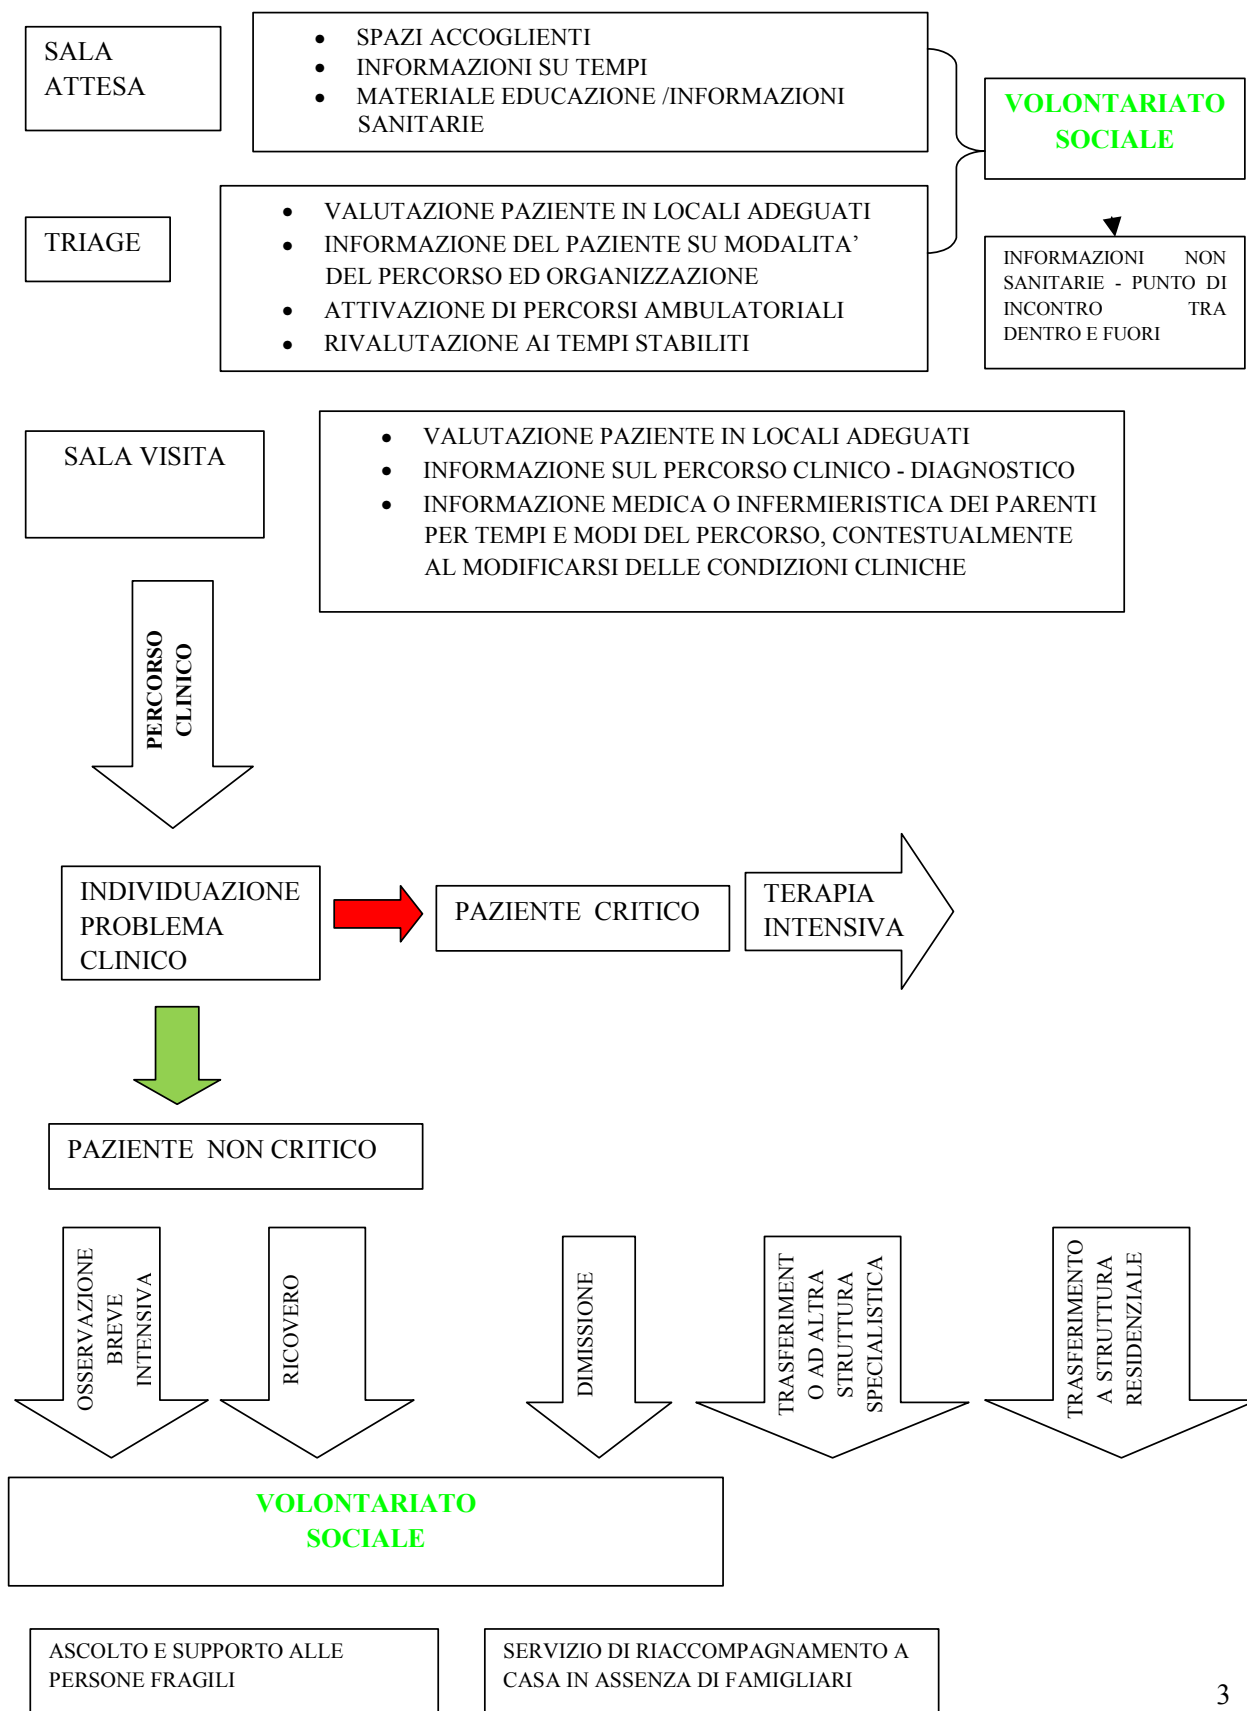 SALA
ATTESA
• SPAZI ACCOGLIENTI
• INFORMAZIONI SU TEMPI
• MATERIALE EDUCAZIONE /INFORMAZIONI
SANITARIE
VOLONTARIATO
SOCIALE
TRIAGE
• VALUTAZIONE PAZIENTE IN LOCALI ADEGUATI
• INFORMAZIONE DEL PAZIENTE SU MODALITA’
DEL PERCORSO ED ORGANIZZAZIONE
• ATTIVAZIONE DI PERCORSI AMBULATORIALI
• RIVALUTAZIONE AI TEMPI STABILITI
INFORMAZIONI NON
SANITARIE - PUNTO DI
INCONTRO TRA
DENTRO E FUORI
SALA VISITA
• VALUTAZIONE PAZIENTE IN LOCALI ADEGUATI
• INFORMAZIONE SUL PERCORSO CLINICO - DIAGNOSTICO
• INFORMAZIONE MEDICA O INFERMIERISTICA DEI PARENTI
PER TEMPI E MODI DEL PERCORSO, CONTESTUALMENTE
AL MODIFICARSI DELLE CONDIZIONI CLINICHE
PERCORSO
CLINICO
INDIVIDUAZIONE
PROBLEMA
CLINICO
PAZIENTE CRITICO
TERAPIA
INTENSIVA
PAZIENTE NON CRITICO
OSSERVAZIONE
BREVE
INTENSIVA
RICOVERO
DIMISSIONE
TRASFERIMENT
O AD ALTRA
STRUTTURA
SPECIALISTICA
TRASFERIMENTO
A STRUTTURA
RESIDENZIALE
VOLONTARIATO
SOCIALE
ASCOLTO E SUPPORTO ALLE
PERSONE FRAGILI
SERVIZIO DI RIACCOMPAGNAMENTO A
CASA IN ASSENZA DI FAMIGLIARI
3